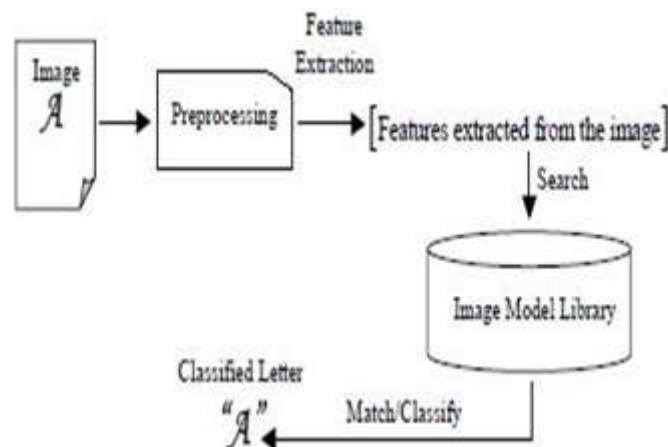 Image
A
Preprocessing
Feature
Extraction
[Features extracted from the image]
Search
Image Model Library
Match/Classify
Classified Letter
“A”